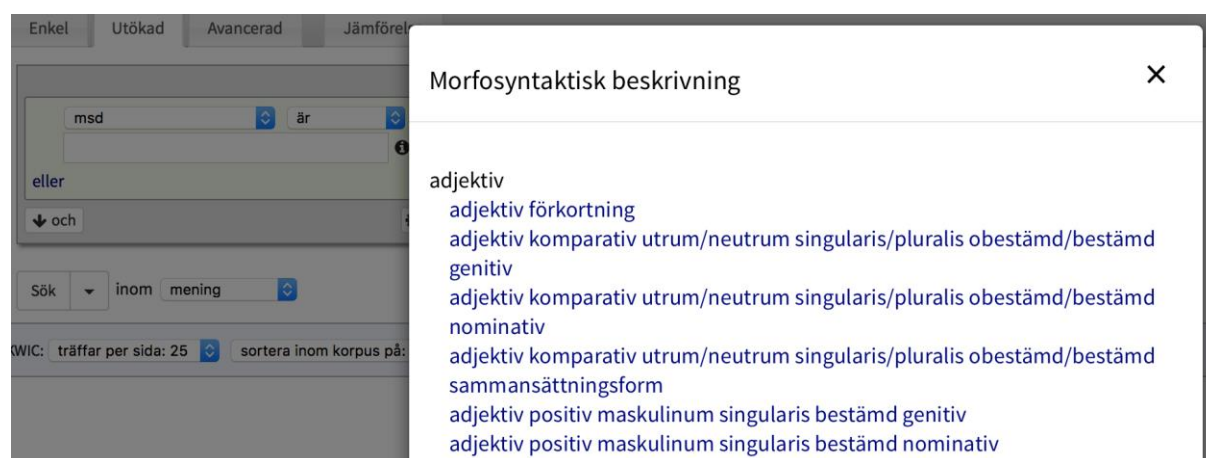 Enkel Utökad Avancerad Jämförels
Morfosyntaktisk beskrivning
msd är
eller
och
Sök inom mening
KWIC: träffar per sida: 25 sortera inom korpus på:
adjektiv
adjektiv förkortning
adjektiv komparativ utrum/neutrum singularis/pluralis obestämd/bestämd
genitiv
adjektiv komparativ utrum/neutrum singularis/pluralis obestämd/bestämd
nominativ
adjektiv komparativ utrum/neutrum singularis/pluralis obestämd/bestämd
sammansättningsform
adjektiv positiv maskulinum singularis bestämd genitiv
adjektiv positiv maskulinum singularis bestämd nominativ